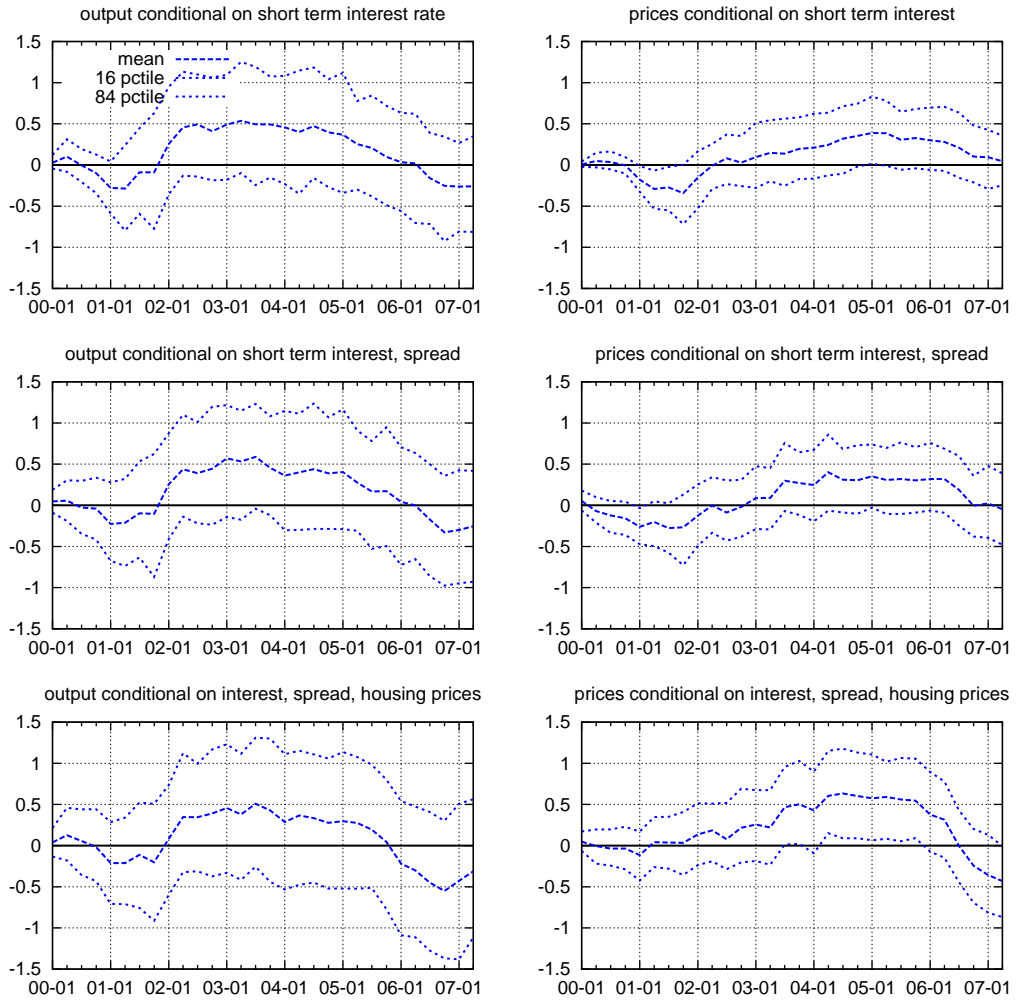 output conditional on short term interest rate
1.5
1
0.5
0
-0.5
-1
-1.5
00-01 01-01 02-01 03-01 04-01 05-01 06-01 07-01
mean
16 pctile
84 pctile
prices conditional on short term interest
1.5
1
0.5
0
-0.5
-1
-1.5
00-01 01-01 02-01 03-01 04-01 05-01 06-01 07-01
output conditional on short term interest, spread
1.5
1
0.5
0
-0.5
-1
-1.5
00-01 01-01 02-01 03-01 04-01 05-01 06-01 07-01
prices conditional on short term interest, spread
1.5
1
0.5
0
-0.5
-1
-1.5
00-01 01-01 02-01 03-01 04-01 05-01 06-01 07-01
output conditional on interest, spread, housing prices
1.5
1
0.5
0
-0.5
-1
-1.5
00-01 01-01 02-01 03-01 04-01 05-01 06-01 07-01
prices conditional on interest, spread, housing prices
1.5
1
0.5
0
-0.5
-1
-1.5
00-01 01-01 02-01 03-01 04-01 05-01 06-01 07-01